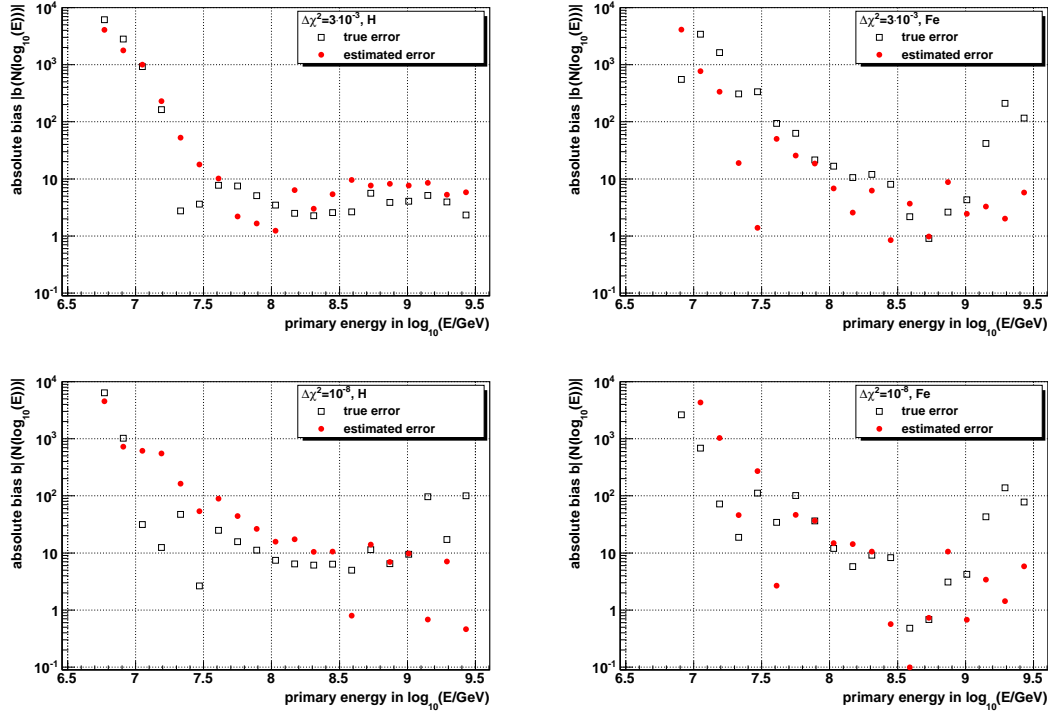 absolute bias |b(N(log₁₀(E)))|
10⁴
10³
10²
10
1
10⁻¹
Δχ²=3·10⁻³, H
true error
estimated error
6.5 7 7.5 8 8.5 9 9.5
primary energy in log₁₀(E/GeV)
absolute bias |b(N(log₁₀(E)))|
10⁴
10³
10²
10
1
10⁻¹
Δχ²=3·10⁻³, Fe
true error
estimated error
6.5 7 7.5 8 8.5 9 9.5
primary energy in log₁₀(E/GeV)
absolute bias b|(N(log₁₀(E)))|
10⁴
10³
10²
10
1
10⁻¹
Δχ²=10⁻⁸, H
true error
estimated error
6.5 7 7.5 8 8.5 9 9.5
primary energy in log₁₀(E/GeV)
absolute bias b|(N(log₁₀(E)))|
10⁴
10³
10²
10
1
10⁻¹
Δχ²=10⁻⁸, Fe
true error
estimated error
6.5 7 7.5 8 8.5 9 9.5
primary energy in log₁₀(E/GeV)